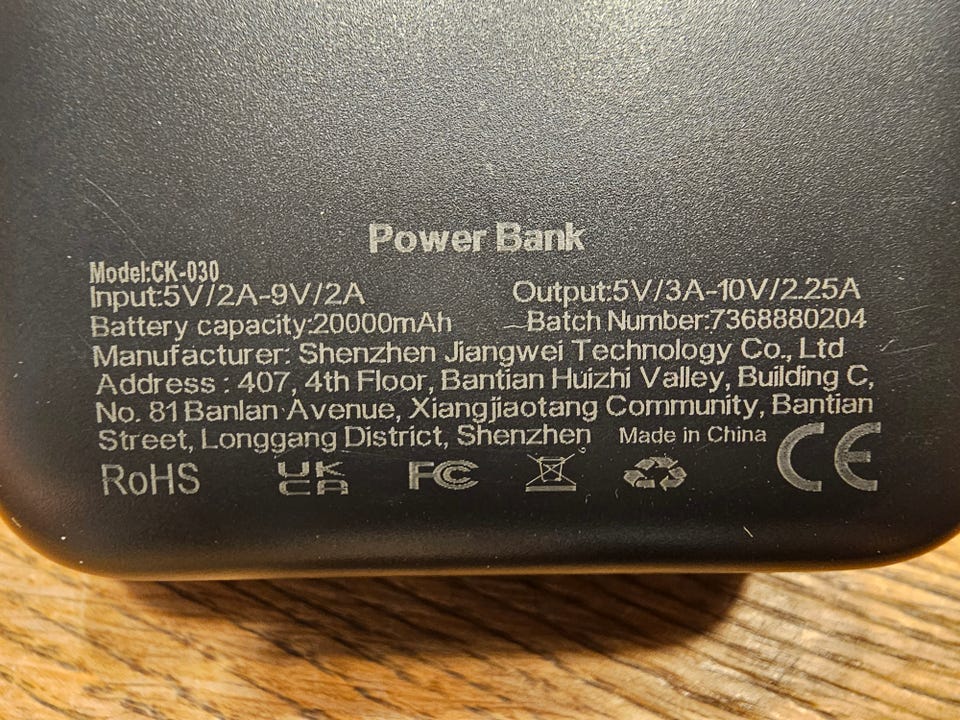 Power Bank
Model:CK-030
Input:5V/2A-9V/2A Output:5V/3A-10V/2.25A
Battery capacity:20000mAh Batch Number:7368880204
Manufacturer: Shenzhen Jiangwei Technology Co., Ltd
Address : 407, 4th Floor, Bantian Huizhi Valley, Building C,
No. 81 Banlan Avenue, Xiangjiaotang Community, Bantian
Street, Longgang District, Shenzhen Made in China
RoHS UK CA FC CE